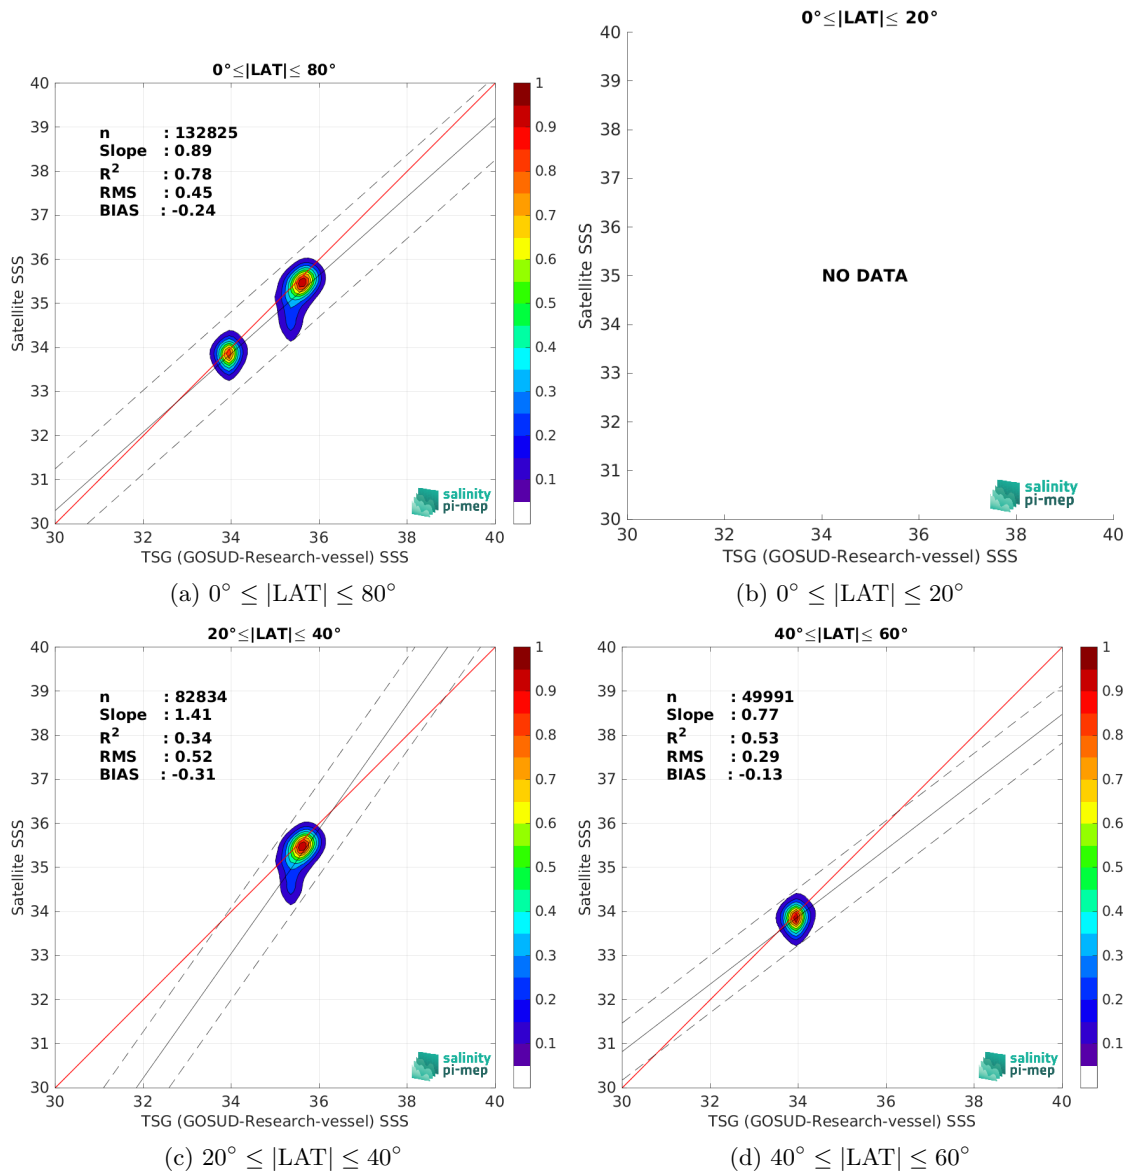 0°≤|LAT|≤ 80°
40
39
38
37
36
35
34
33
32
31
30
Satellite SSS
n : 132825
Slope : 0.89
R² : 0.78
RMS : 0.45
BIAS : -0.24
salinity
pi-mep
30 32 34 36 38 40
TSG (GOSUD-Research-vessel) SSS
1
0.9
0.8
0.7
0.6
0.5
0.4
0.3
0.2
0.1
(a) 0° ≤ |LAT| ≤ 80°
0°≤|LAT|≤ 20°
40
39
38
37
36
35
34
33
32
31
30
Satellite SSS
NO DATA
salinity
pi-mep
30 32 34 36 38 40
TSG (GOSUD-Research-vessel) SSS
(b) 0° ≤ |LAT| ≤ 20°
20°≤|LAT|≤ 40°
40
39
38
37
36
35
34
33
32
31
30
Satellite SSS
n : 82834
Slope : 1.41
R² : 0.34
RMS : 0.52
BIAS : -0.31
salinity
pi-mep
30 32 34 36 38 40
TSG (GOSUD-Research-vessel) SSS
1
0.9
0.8
0.7
0.6
0.5
0.4
0.3
0.2
0.1
(c) 20° ≤ |LAT| ≤ 40°
40°≤|LAT|≤ 60°
40
39
38
37
36
35
34
33
32
31
30
Satellite SSS
n : 49991
Slope : 0.77
R² : 0.53
RMS : 0.29
BIAS : -0.13
salinity
pi-mep
30 32 34 36 38 40
TSG (GOSUD-Research-vessel) SSS
1
0.9
0.8
0.7
0.6
0.5
0.4
0.3
0.2
0.1
(d) 40° ≤ |LAT| ≤ 60°